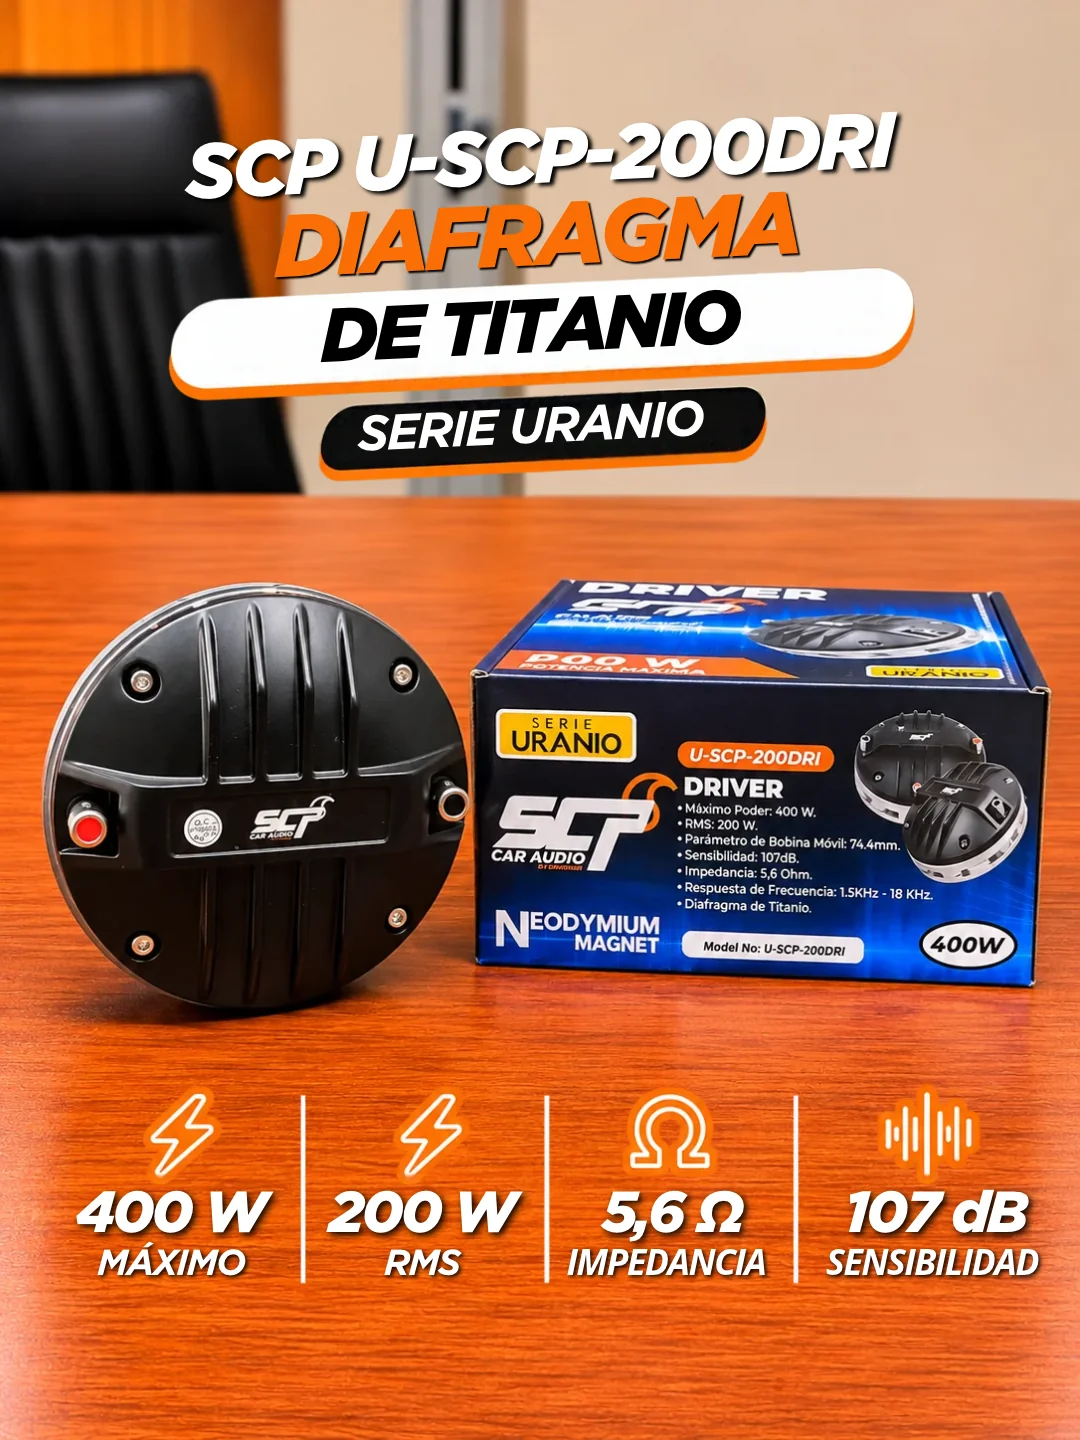 SCP U-SCP-200DRI
DIAFRAGMA
DE TITANIO
SERIE URANIO
DRIVER
POTENCIA MÁXIMA
SERIE
URANIO
SCP
CAR AUDIO
SERIE
URANIO
U-SCP-200DRI
DRIVER
• Máximo Poder: 400 W.
• RMS: 200 W.
• Parámetro de Bobina Móvil: 74.4mm.
• Sensibilidad: 107dB.
• Impedancia: 5,6 Ohm.
• Respuesta de Frecuencia: 1.5KHz - 18 KHz.
• Diafragma de Titanio.
SCP
CAR AUDIO
NEODYMIUM
MAGNET
Model No: U-SCP-200DRI
400W
400 W
MÁXIMO
200 W
RMS
5,6 Ω
IMPEDANCIA
107 dB
SENSIBILIDAD